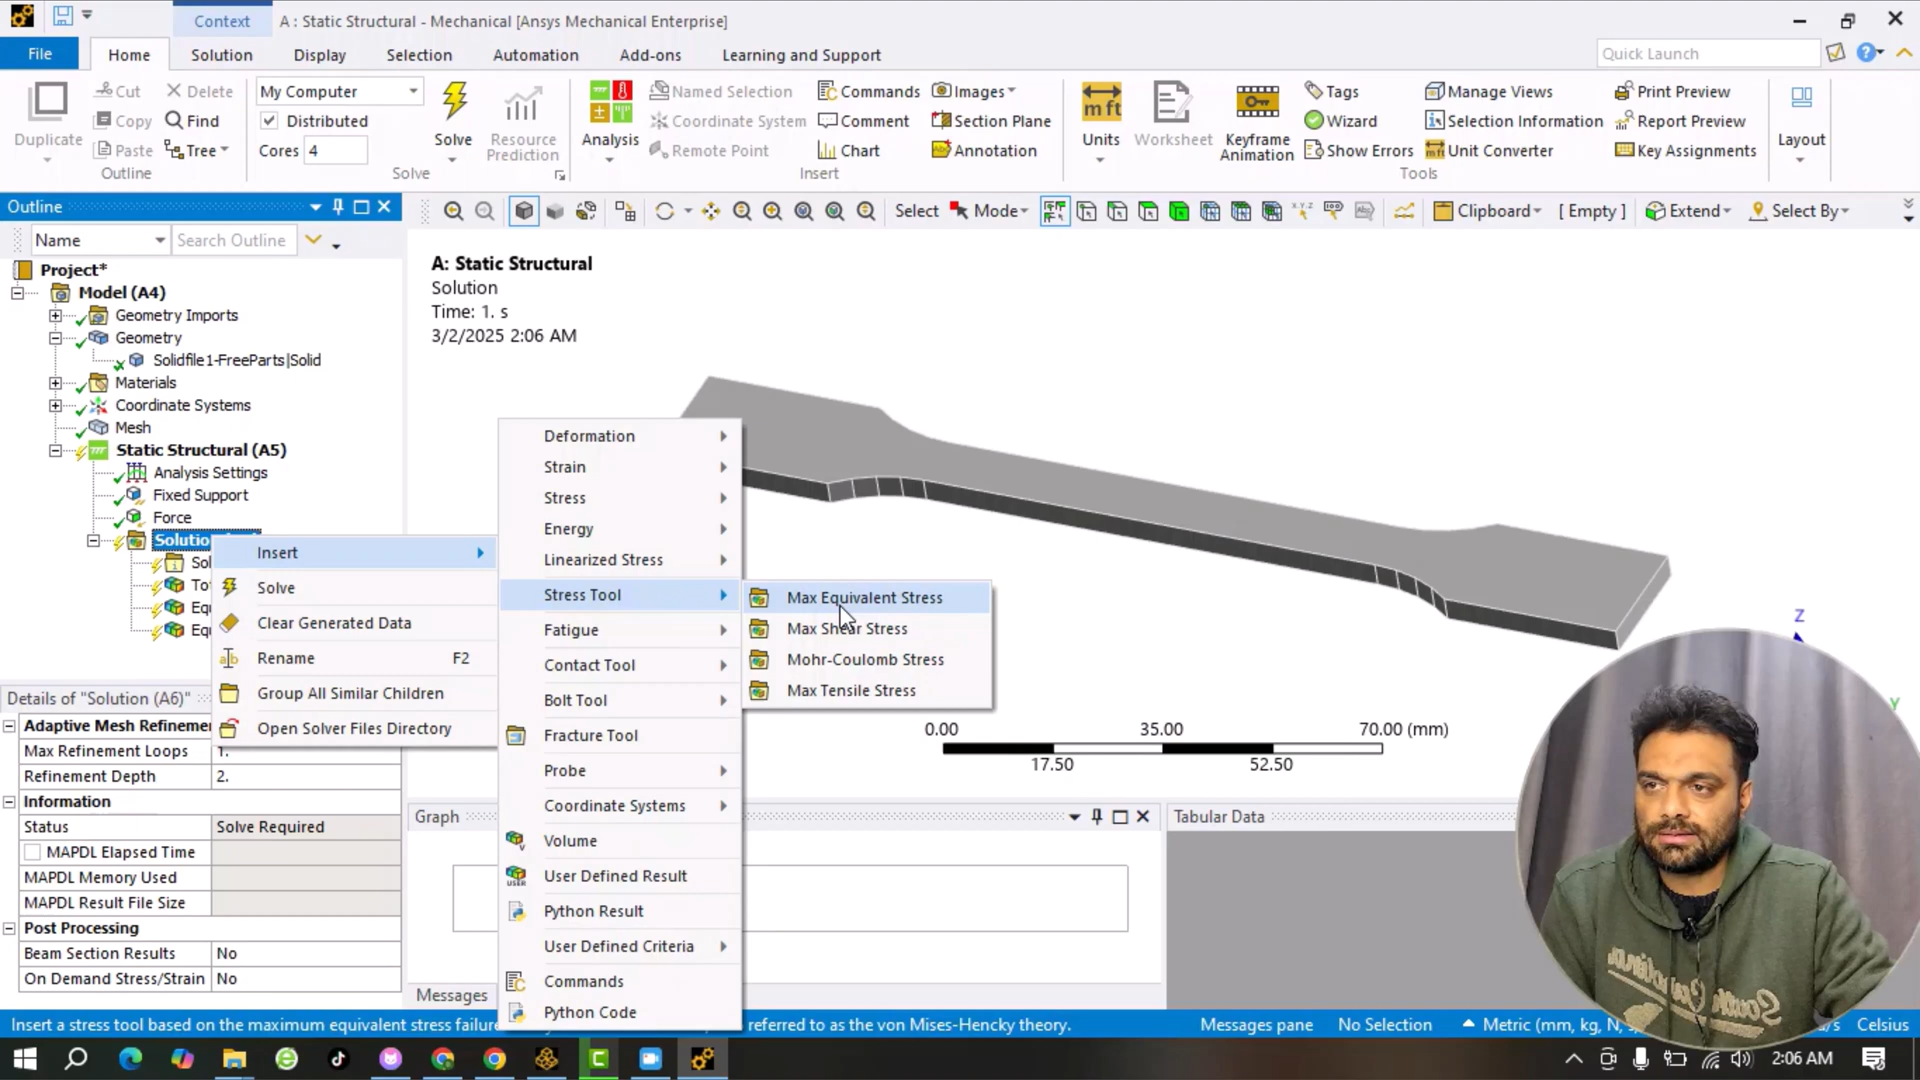 Context
A : Static Structural - Mechanical [Ansys Mechanical Enterprise]
File
Home
Solution
Display
Selection
Automation
Add-ons
Learning and Support
Quick Launch
Duplicate
Cut
Copy
Paste
Delete
Find
Tree
Outline
My Computer
Distributed
Cores 4
Solve
Resource
Prediction
Solve
Analysis
Named Selection
Coordinate System
Remote Point
Commands
Comment
Chart
Images
Section Plane
Annotation
Insert
Units
Worksheet
Keyframe
Animation
Tags
Wizard
Show Errors
Manage Views
Selection Information
Unit Converter
Print Preview
Report Preview
Key Assignments
Tools
Layout
Outline
Name
Search Outline
Select
Mode
Clipboard
[ Empty ]
Extend
Select By
Project*
Model (A4)
Geometry Imports
Geometry
Solidfile1-FreeParts|Solid
Materials
Coordinate Systems
Mesh
Static Structural (A5)
Analysis Settings
Fixed Support
Force
Solutio
Sol
To
Equ
Equ
A: Static Structural
Solution
Time: 1. s
3/2/2025 2:06 AM
Insert
Solve
Clear Generated Data
Rename F2
Group All Similar Children
Open Solver Files Directory
Deformation
Strain
Stress
Energy
Linearized Stress
Stress Tool
Fatigue
Contact Tool
Bolt Tool
Fracture Tool
Probe
Coordinate Systems
Volume
User Defined Result
Python Result
User Defined Criteria
Commands
Python Code
Max Equivalent Stress
Max Shear Stress
Mohr-Coulomb Stress
Max Tensile Stress
0.00 35.00 70.00 (mm)
17.50 52.50
Z
Y
Details of "Solution (A6)"
Adaptive Mesh Refinemen
Max Refinement Loops 1.
Refinement Depth 2.
Information
Status Solve Required
MAPDL Elapsed Time
MAPDL Memory Used
MAPDL Result File Size
Post Processing
Beam Section Results No
On Demand Stress/Strain No
Graph
Tabular Data
Messages
Insert a stress tool based on the maximum equivalent stress failure
referred to as the von Mises-Hencky theory.
Messages pane
No Selection
Metric (mm, kg, N, s
/s
Celsius
2:06 AM